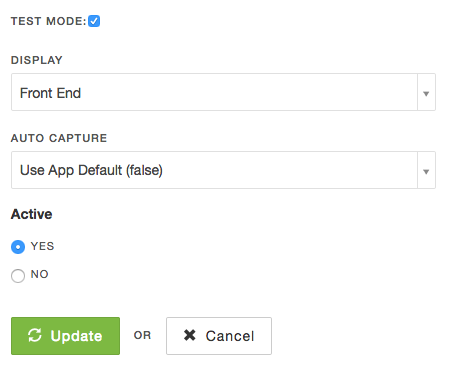 TEST MODE:
DISPLAY
Front End
AUTO CAPTURE
Use App Default (false)
Active
YES
NO
Update OR Cancel